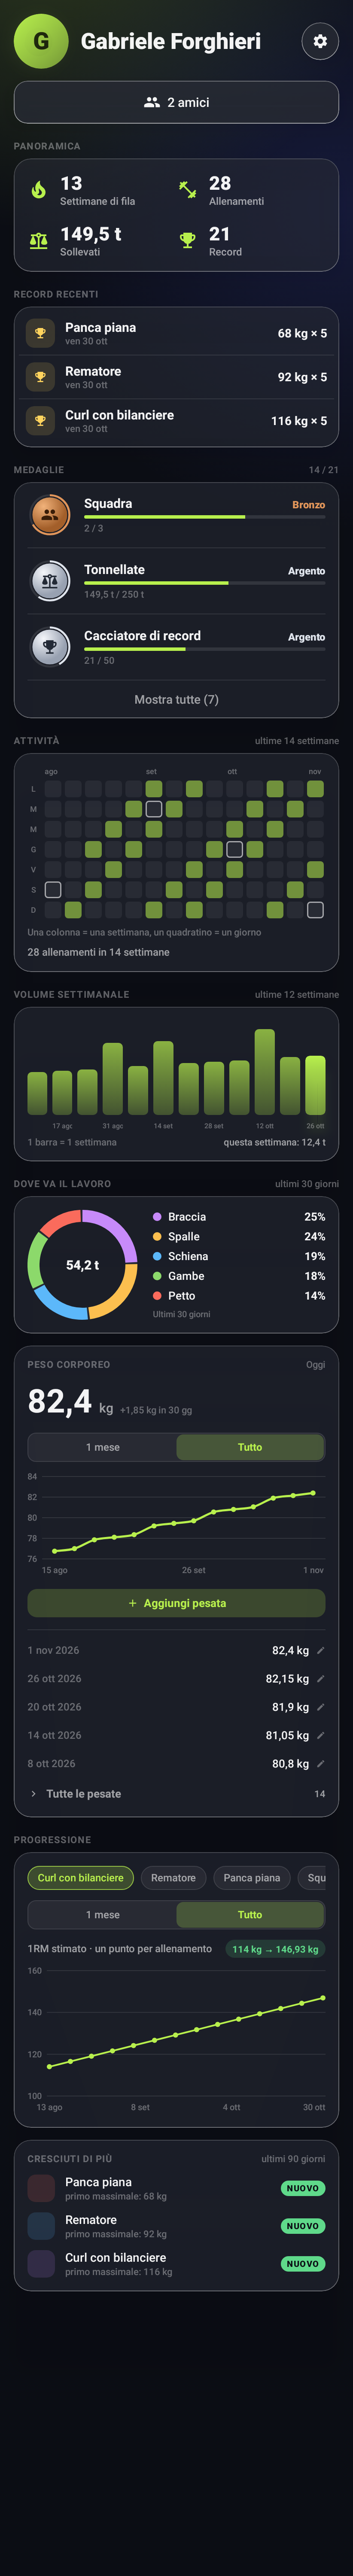 G
Gabriele Forghieri
2 amici
PANORAMICA
13
Settimane di fila
28
Allenamenti
149,5 t
Sollevati
21
Record
RECORD RECENTI
Panca piana
ven 30 ott
68 kg × 5
Rematore
ven 30 ott
92 kg × 5
Curl con bilanciere
ven 30 ott
116 kg × 5
MEDAGLIE
14 / 21
Squadra
Bronzo
2 / 3
Tonnellate
Argento
149,5 t / 250 t
Cacciatore di record
Argento
21 / 50
Mostra tutte (7)
ATTIVITÀ
ultime 14 settimane
ago set ott nov
L
M
M
G
V
S
D
Una colonna = una settimana, un quadratino = un giorno
28 allenamenti in 14 settimane
VOLUME SETTIMANALE
ultime 12 settimane
17 ago 31 ago 14 set 28 set 12 ott 26 ott
1 barra = 1 settimana
questa settimana: 12,4 t
DOVE VA IL LAVORO
ultimi 30 giorni
54,2 t
Braccia 25%
Spalle 24%
Schiena 19%
Gambe 18%
Petto 14%
Ultimi 30 giorni
PESO CORPOREO
Oggi
82,4 kg +1,85 kg in 30 gg
1 mese
Tutto
84
82
80
78
76
15 ago 26 set 1 nov
+ Aggiungi pesata
1 nov 2026 82,4 kg
26 ott 2026 82,15 kg
20 ott 2026 81,9 kg
14 ott 2026 81,05 kg
8 ott 2026 80,8 kg
Tutte le pesate 14
PROGRESSIONE
Curl con bilanciere
Rematore
Panca piana
Squ
1 mese
Tutto
1RM stimato · un punto per allenamento
114 kg → 146,93 kg
160
140
120
100
13 ago 8 set 4 ott 30 ott
CRESCIUTI DI PIÙ
ultimi 90 giorni
Panca piana
primo massimale: 68 kg
NUOVO
Rematore
primo massimale: 92 kg
NUOVO
Curl con bilanciere
primo massimale: 116 kg
NUOVO